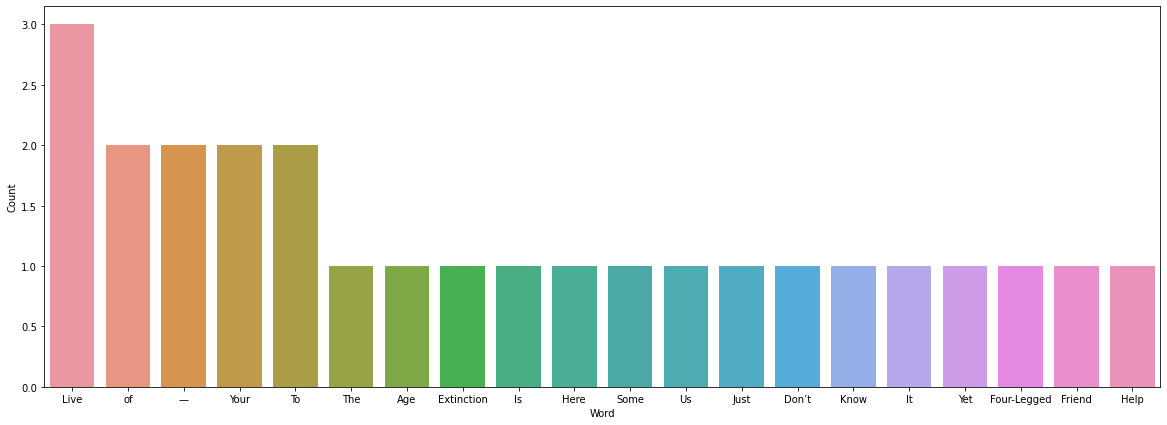 3.0
2.5
2.0
1.5
1.0
0.5
0.0
Count
Live of — Your To The Age Extinction Is Here Some Us Just Don’t Know It Yet Four-Legged Friend Help
Word